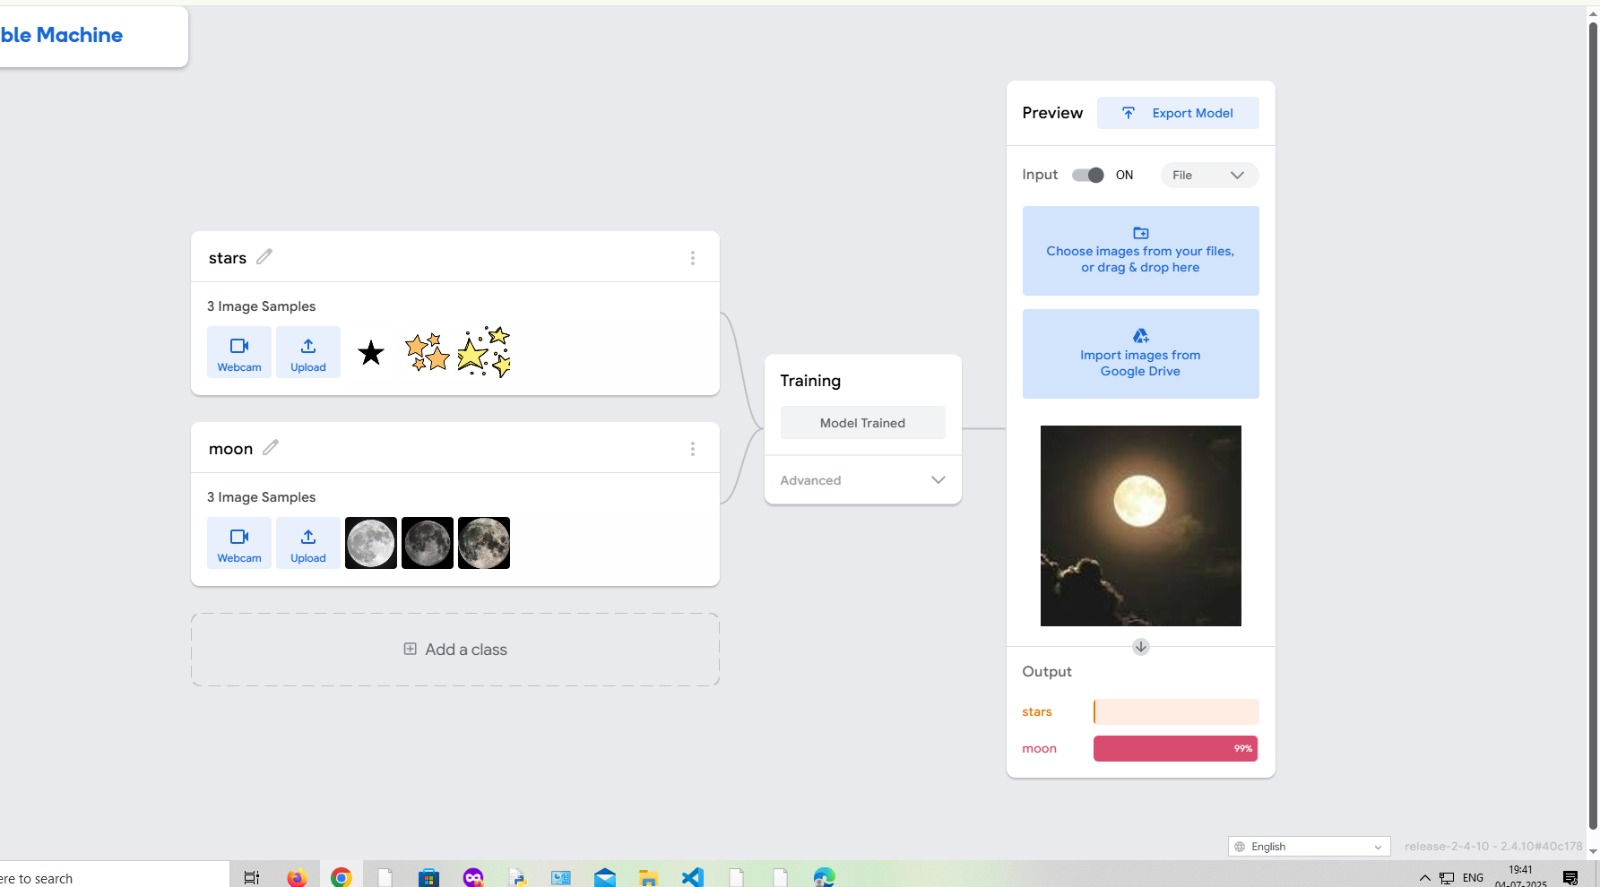 ble Machine
Preview
Export Model
Input
ON
File
Choose images from your files,
or drag & drop here
Import images from
Google Drive
stars
3 Image Samples
Webcam
Upload
moon
3 Image Samples
Webcam
Upload
Add a class
Training
Model Trained
Advanced
Output
stars
moon
99%
English
release-2-4-10 - 2.4.10#40c178
ere to search
ENG
19:41
04-07-2025